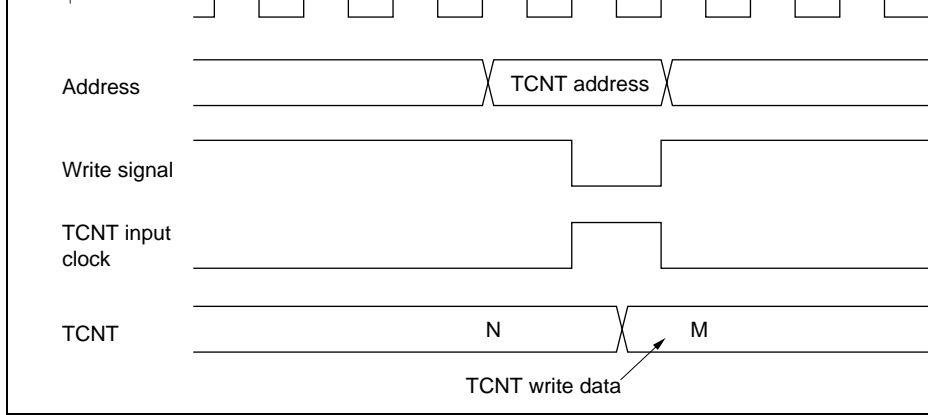 Address
TCNT address
Write signal
TCNT input
clock
TCNT
N
M
TCNT write data